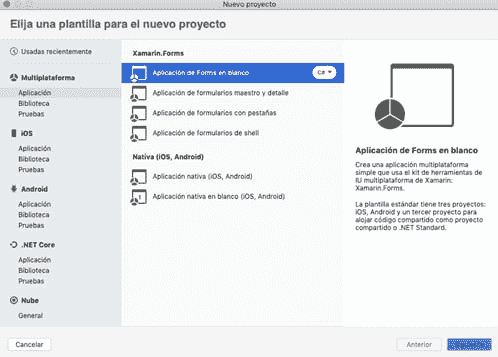 Nuevo proyecto
Elija una plantilla para el nuevo proyecto
Usadas recientemente
Multiplataforma
Aplicación
Biblioteca
Pruebas
iOS
Aplicación
Biblioteca
Pruebas
Android
Aplicación
Biblioteca
Pruebas
.NET Core
Aplicación
Biblioteca
Pruebas
Nube
General
Xamarin.Forms
Aplicación de Forms en blanco C#
Aplicación de formularios maestro y detalle
Aplicación de formularios con pestañas
Aplicación de formularios de shell
Nativa (iOS, Android)
Aplicación nativa (iOS, Android)
Aplicación nativa en blanco (iOS, Android)
Aplicación de Forms en blanco
Crea una aplicación multiplataforma
simple que usa el kit de herramientas de
IU multiplataforma de Xamarin:
Xamarin.Forms.
La plantilla estándar tiene tres proyectos:
iOS, Android y un tercer proyecto para
alojar código compartido como proyecto
compartido o .NET Standard.
Cancelar
Anterior